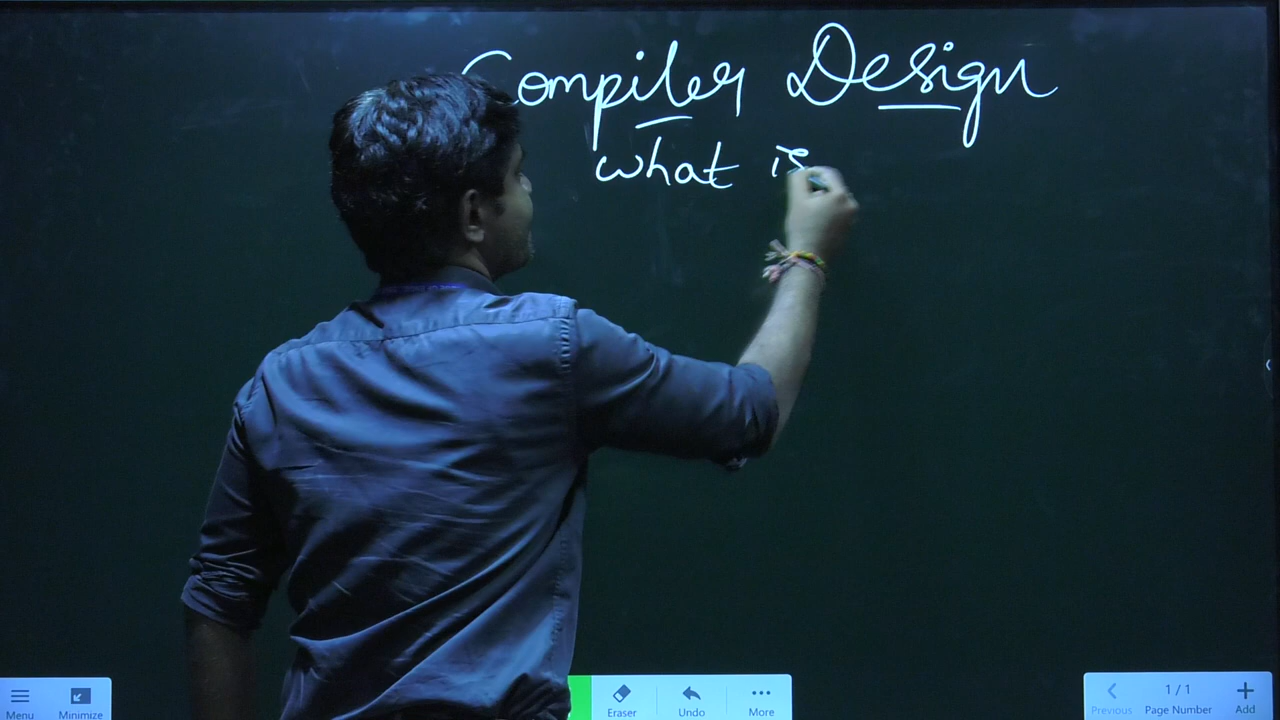 Compiler Design
what is
Menu
Minimize
Eraser
Undo
More
Previous
1 / 1
Page Number
Add